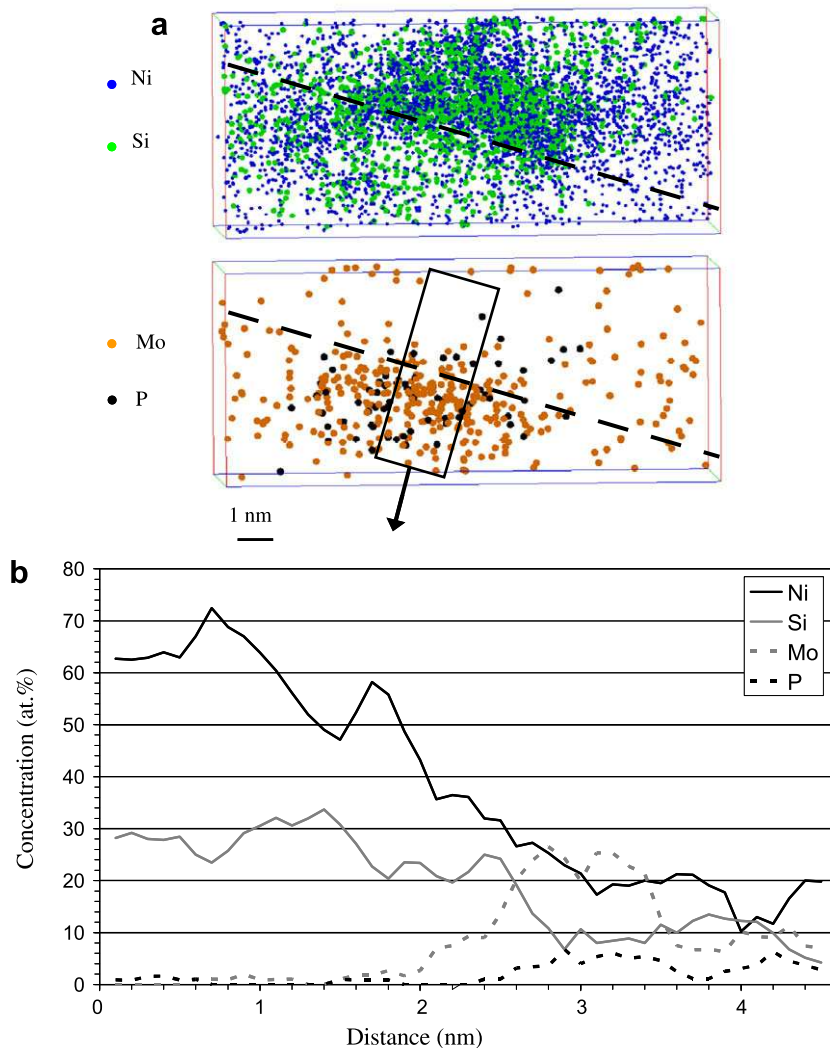 a
Ni
Si
Mo
P
1 nm
b
80
70
60
50
40
30
20
10
0
Concentration (at.%)
Ni
Si
Mo
P
0 1 2 3 4
Distance (nm)